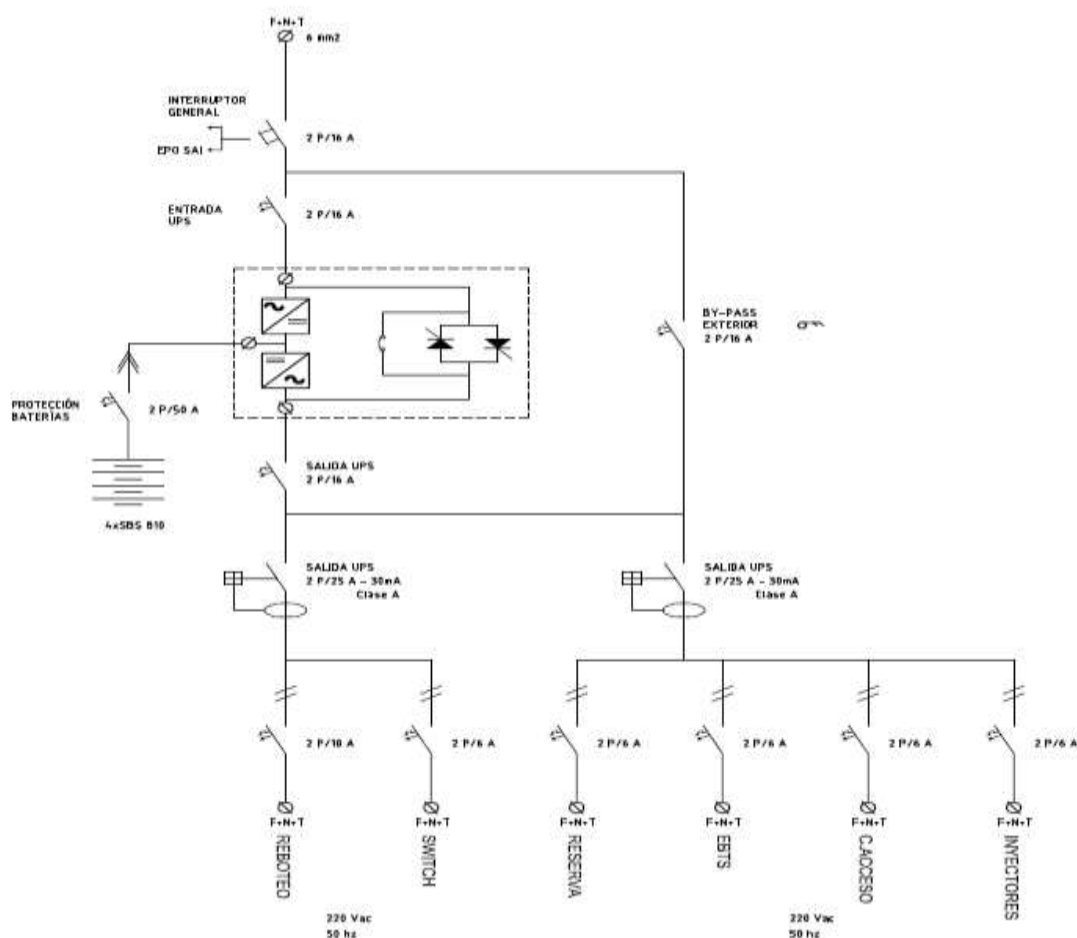 F+N+T
6 mm2
INTERRUPTOR
GENERAL
2 P/16 A
EPO SAI
ENTRADA
UPS
2 P/16 A
BY-PASS
EXTERIOR
2 P/16 A
PROTECCIÓN
BATERÍAS
2 P/50 A
SALIDA UPS
2 P/16 A
4xSBS B10
SALIDA UPS
2 P/25 A - 30mA
Clase A
SALIDA UPS
2 P/25 A - 30mA
Clase A
2 P/10 A
2 P/6 A
2 P/6 A
2 P/6 A
2 P/6 A
2 P/6 A
F+N+T
F+N+T
F+N+T
F+N+T
F+N+T
F+N+T
REBOTEO
SWITCH
RESERVA
EBTS
C.ACCESO
INYECTORES
220 Vac
50 hz
220 Vac
50 hz